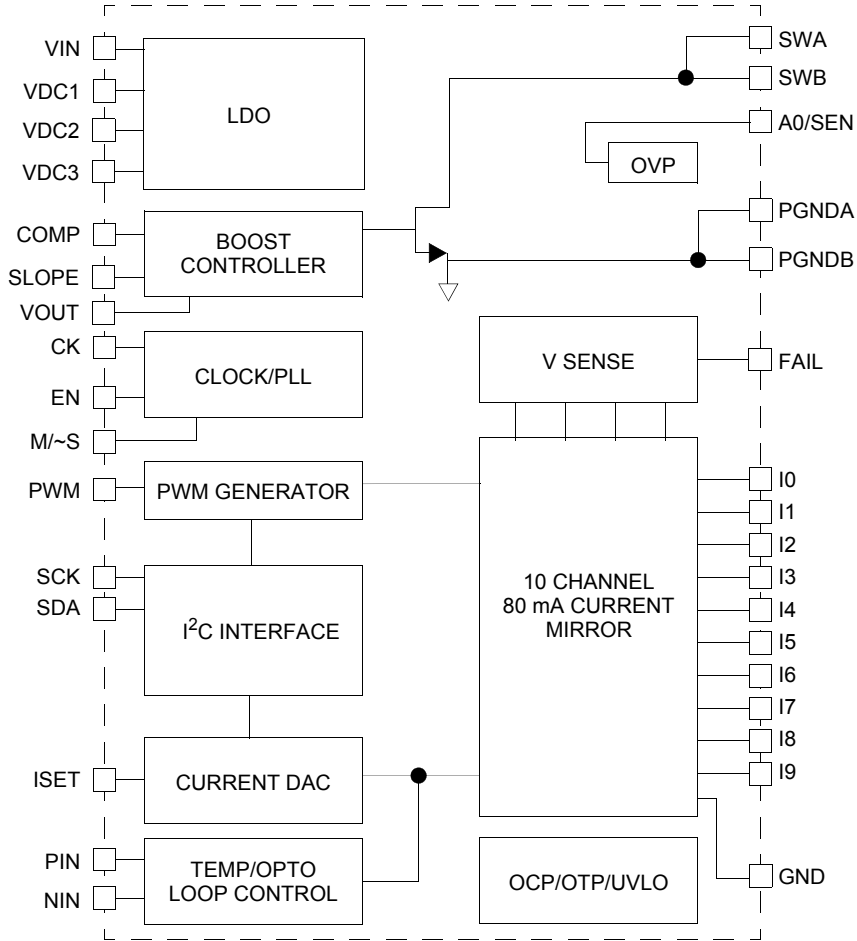 VIN
VDC1
VDC2
VDC3
LDO
COMP
SLOPE
VOUT
BOOST
CONTROLLER
CK
EN
M/~S
CLOCK/PLL
PWM
PWM GENERATOR
SCK
SDA
I²C INTERFACE
ISET
CURRENT DAC
PIN
NIN
TEMP/OPTO
LOOP CONTROL
SWA
SWB
A0/SEN
OVP
PGNDA
PGNDB
V SENSE
FAIL
10 CHANNEL
80 mA CURRENT
MIRROR
I0
I1
I2
I3
I4
I5
I6
I7
I8
I9
OCP/OTP/UVLO
GND